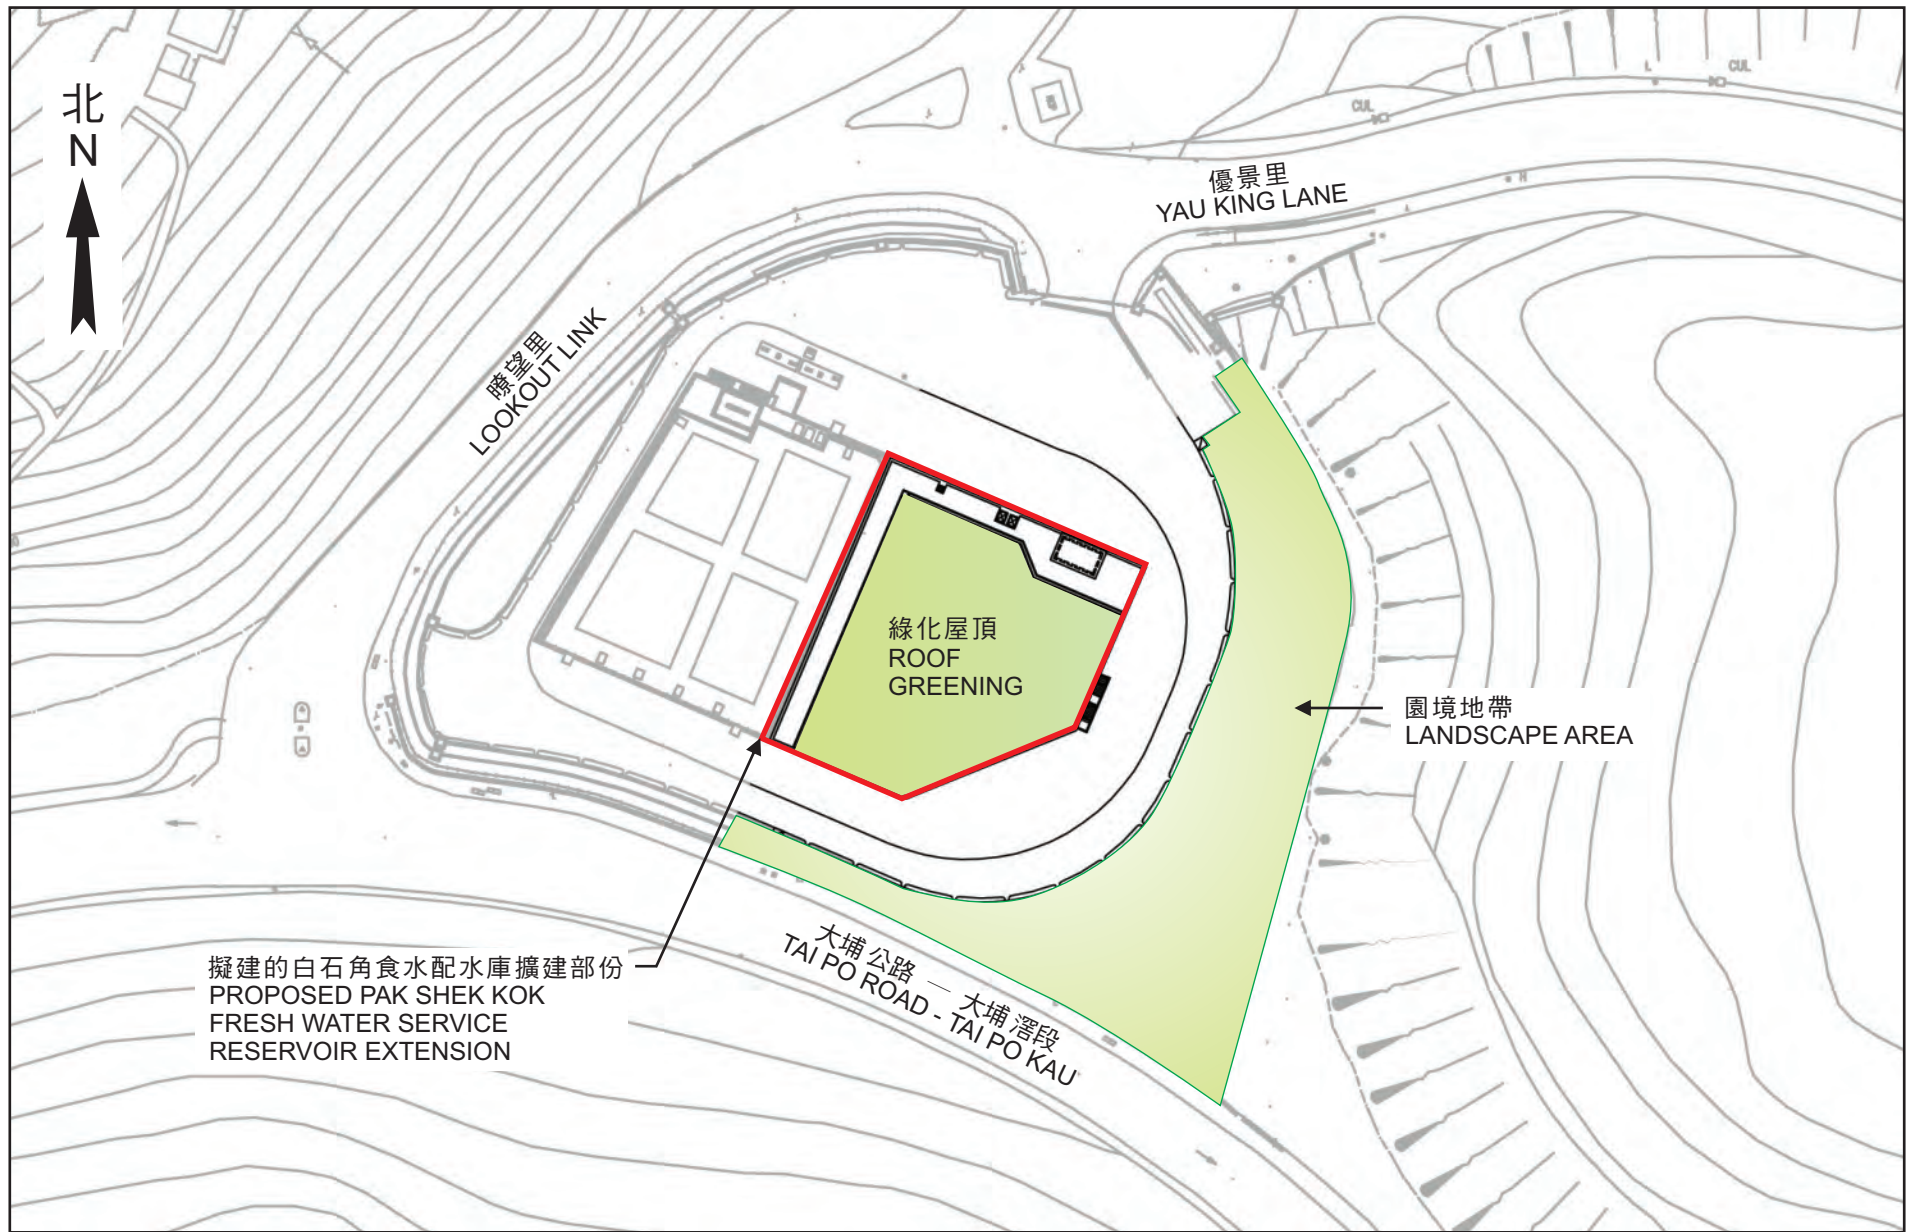 北
N
優景里
YAU KING LANE
瞭望里
LOOKOUT LINK
CUL
CUL
綠化屋頂
ROOF
GREENING
園境地帶
LANDSCAPE AREA
擬建的白石角食水配水庫擴建部份
PROPOSED PAK SHEK KOK
FRESH WATER SERVICE
RESERVOIR EXTENSION
大埔公路 — 大埔滘段
TAI PO ROAD - TAI PO KAU